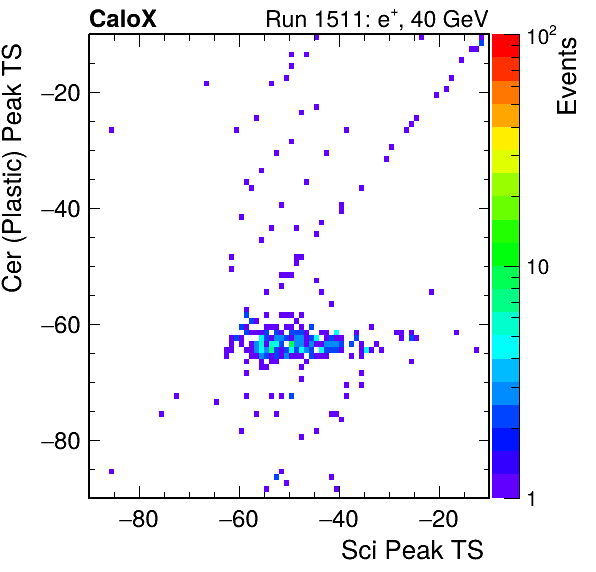 CaloX Run 1511: e⁺, 40 GeV
Cer (Plastic) Peak TS
−20
−40
−60
−80
−80 −60 −40 −20
Sci Peak TS
10²
10
1
Events